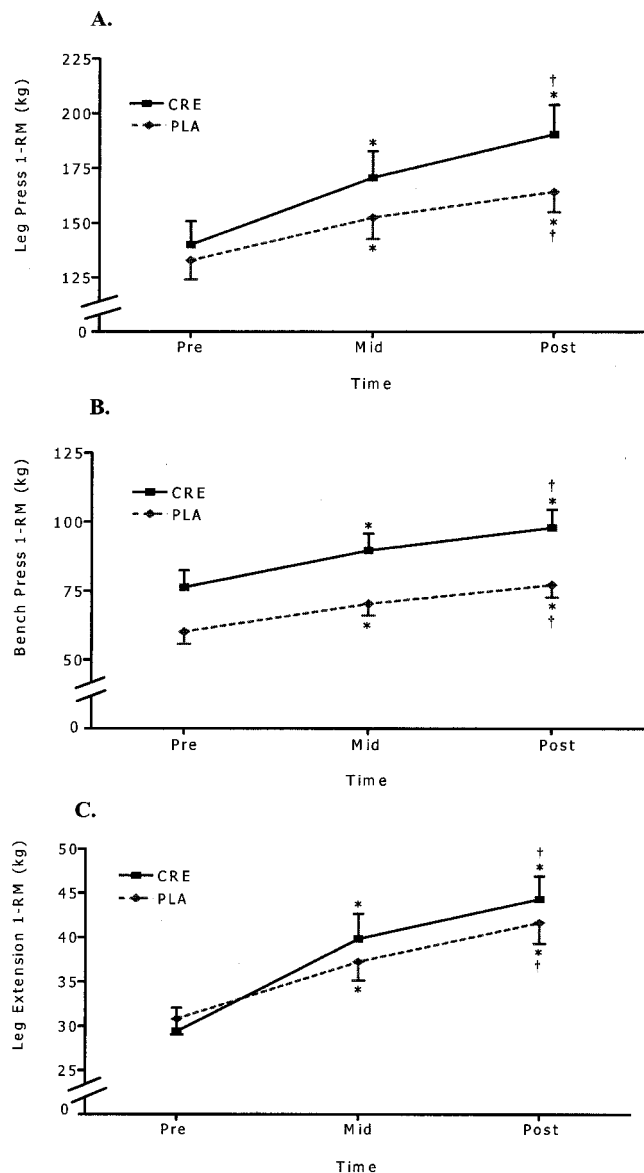 A.
Leg Press 1-RM (kg)
225
200
175
150
125
0
CRE
PLA
*
†
*
*
*
†
Pre Mid Post
Time
B.
Bench Press 1-RM (kg)
125
100
75
50
0
CRE
PLA
*
†
*
*
*
†
Pre Mid Post
Time
C.
Leg Extension 1-RM (kg)
50
45
40
35
30
25
0
CRE
PLA
*
†
*
*
*
†
Pre Mid Post
Time